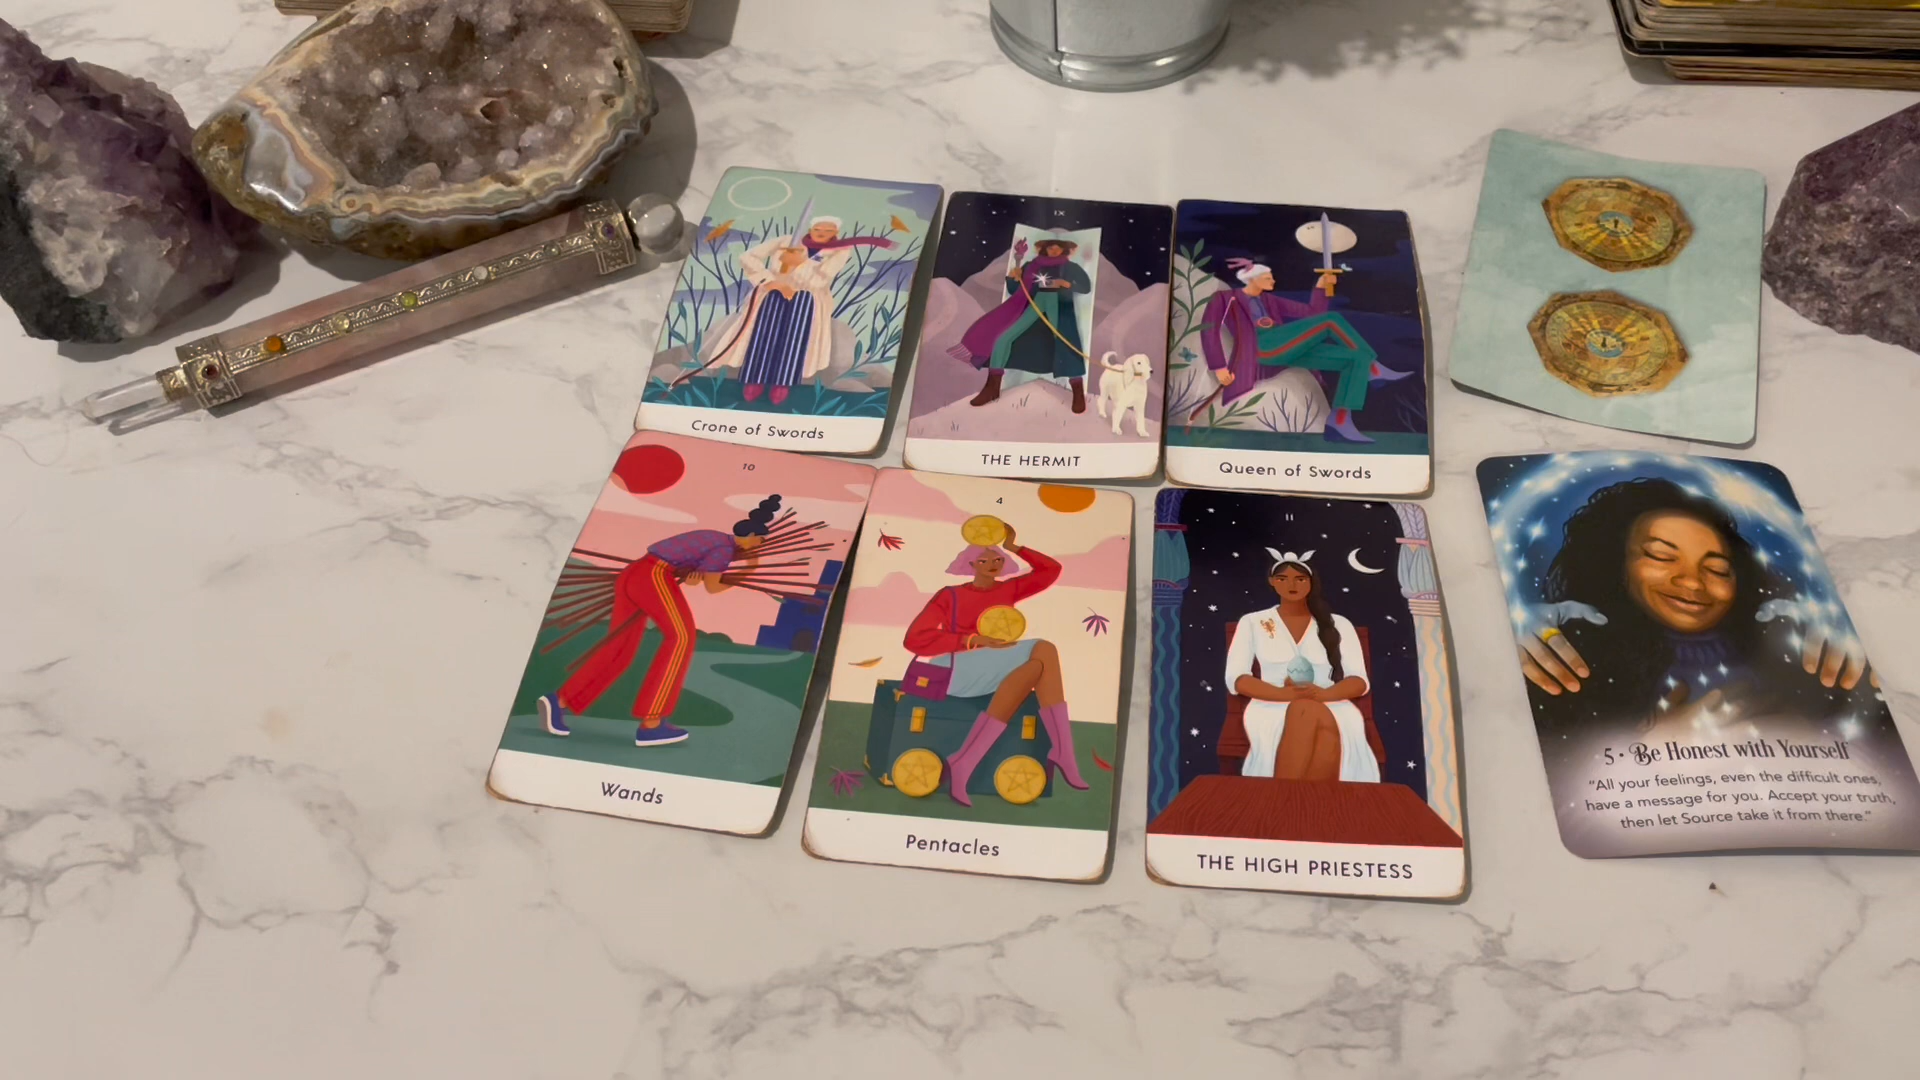 Crone of Swords
IX
THE HERMIT
Queen of Swords
10
Wands
4
Pentacles
II
THE HIGH PRIESTESS
5 · Be Honest with Yourself
"All your feelings, even the difficult ones,
have a message for you. Accept your truth,
then let Source take it from there."